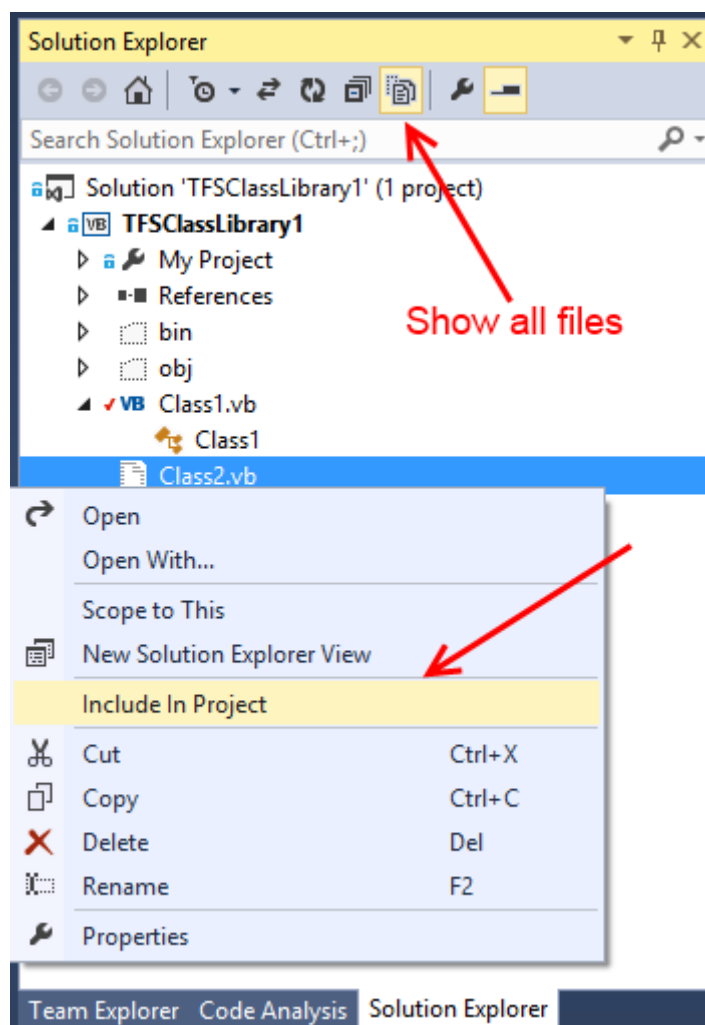 Solution Explorer
Search Solution Explorer (Ctrl+;)
Solution 'TFSClassLibrary1' (1 project)
VB TFSClassLibrary1
My Project
References
Show all files
bin
obj
VB Class1.vb
Class1
Class2.vb
Open
Open With...
Scope to This
New Solution Explorer View
Include In Project
Cut Ctrl+X
Copy Ctrl+C
Delete Del
Rename F2
Properties
Team Explorer Code Analysis Solution Explorer